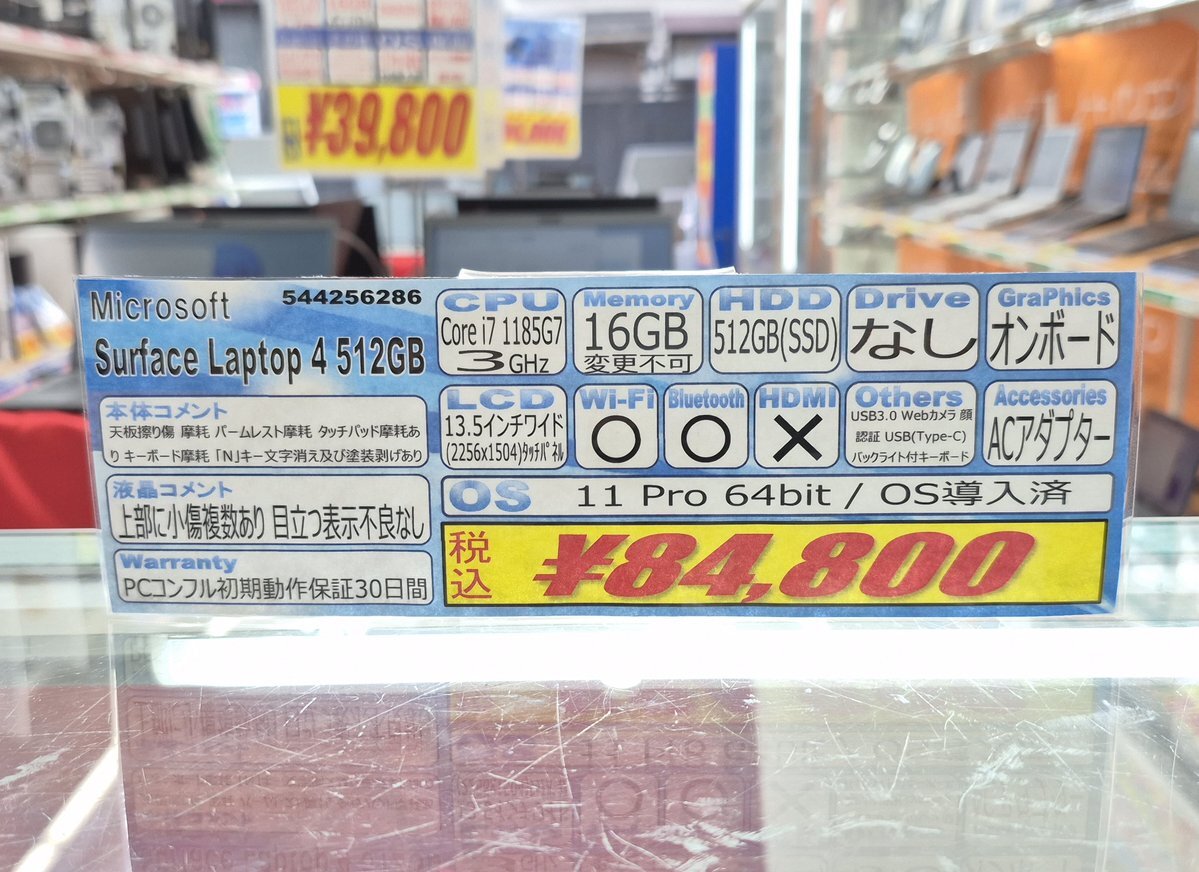 ¥39,800
Microsoft
544256286
Surface Laptop 4 512GB
本体コメント
天板擦り傷 摩耗 パームレスト摩耗 タッチパッド摩耗あ
り キーボード摩耗 「N」キー文字消え及び塗装剥げあり
液晶コメント
上部に小傷複数あり 目立つ表示不良なし
Warranty
PCコンフル初期動作保証30日間
CPU
Core i7 1185G7
3GHz
Memory
16GB
変更不可
HDD
512GB(SSD)
Drive
なし
GraPhics
オンボード
LCD
13.5インチワイド
(2256x1504)タッチパネル
Wi-Fi
○
Bluetooth
○
HDMI
×
Others
USB3.0 Webカメラ 顔
認証 USB(Type-C)
バックライト付キーボード
Accessories
ACアダプター
OS 11 Pro 64bit / OS導入済
税込
¥84,800